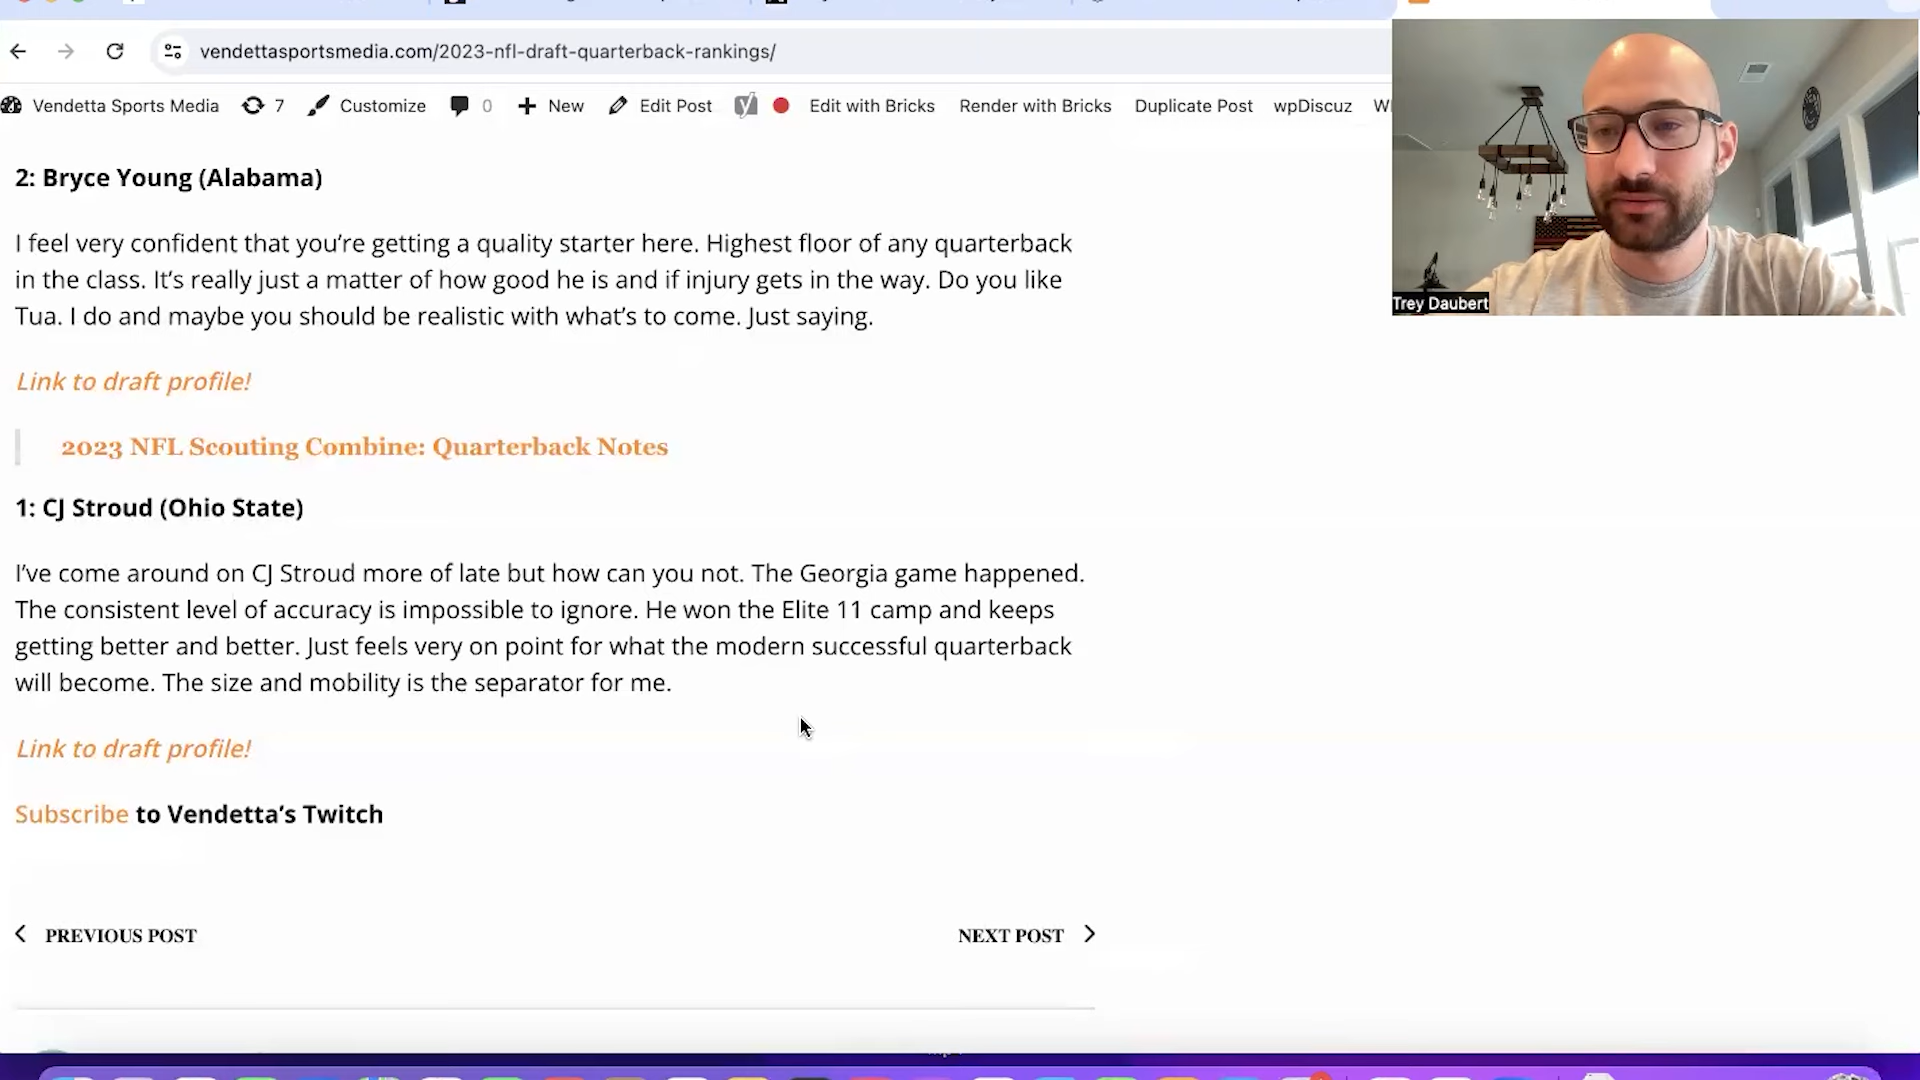 vendettasportsmedia.com/2023-nfl-draft-quarterback-rankings/
Vendetta Sports Media 7 Customize 0 New Edit Post Edit with Bricks Render with Bricks Duplicate Post wpDiscuz
Trey Daubert
2: Bryce Young (Alabama)
I feel very confident that you’re getting a quality starter here. Highest floor of any quarterback
in the class. It’s really just a matter of how good he is and if injury gets in the way. Do you like
Tua. I do and maybe you should be realistic with what’s to come. Just saying.
Link to draft profile!
2023 NFL Scouting Combine: Quarterback Notes
1: CJ Stroud (Ohio State)
I’ve come around on CJ Stroud more of late but how can you not. The Georgia game happened.
The consistent level of accuracy is impossible to ignore. He won the Elite 11 camp and keeps
getting better and better. Just feels very on point for what the modern successful quarterback
will become. The size and mobility is the separator for me.
Link to draft profile!
Subscribe to Vendetta’s Twitch
PREVIOUS POST
NEXT POST